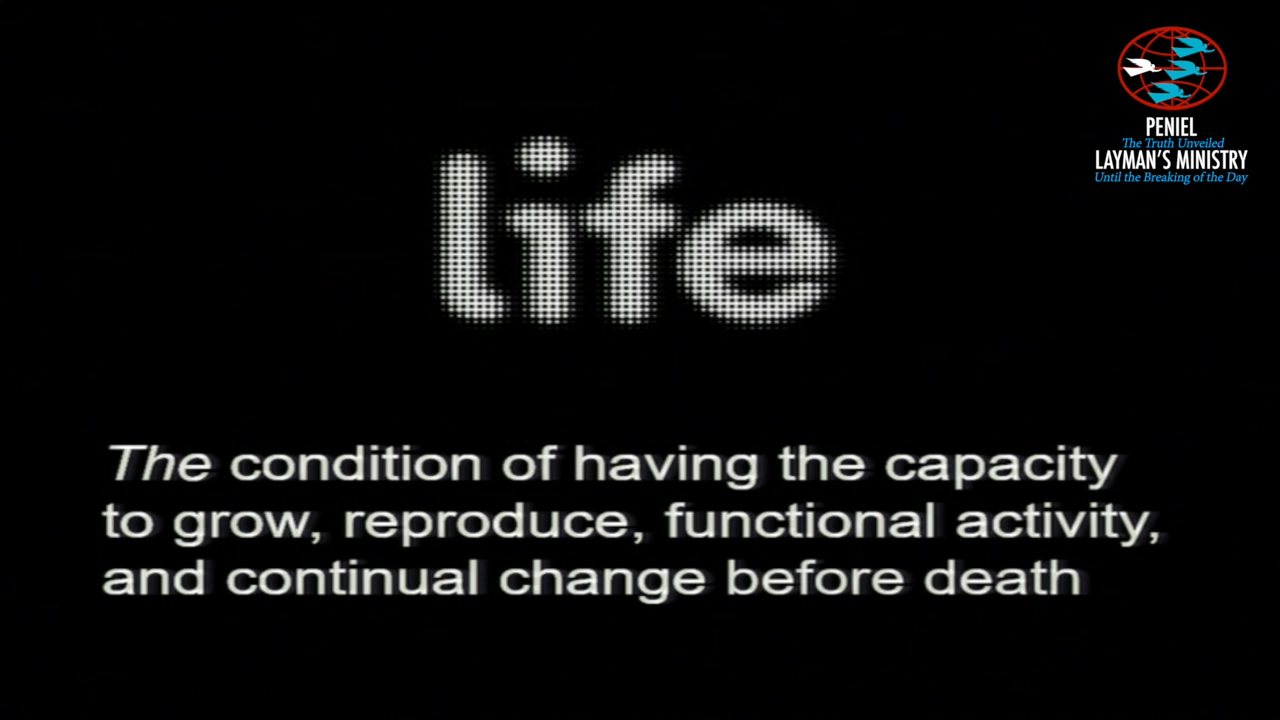 life
The condition of having the capacity
to grow, reproduce, functional activity,
and continual change before death
PENIEL
The Truth Unveiled
LAYMAN'S MINISTRY
Until the Breaking of the Day